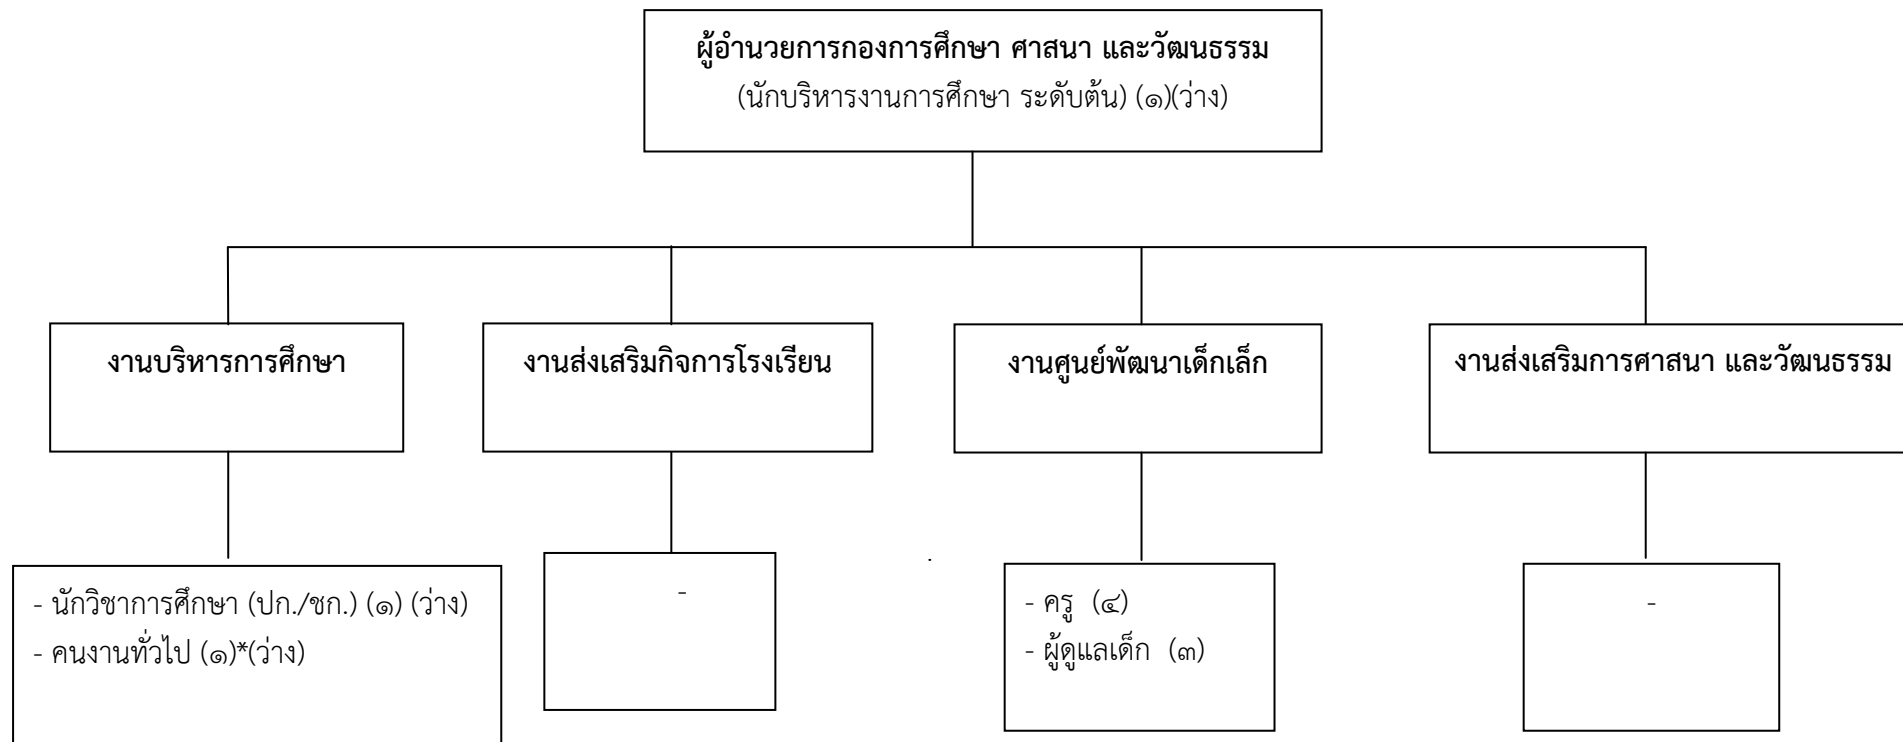 ผู้อำนวยการกองการศึกษา ศาสนา และวัฒนธรรม
(นักบริหารงานการศึกษา ระดับต้น) (๑)(ว่าง)
งานบริหารการศึกษา
งานส่งเสริมกิจการโรงเรียน
งานศูนย์พัฒนาเด็กเล็ก
งานส่งเสริมการศาสนา และวัฒนธรรม
- นักวิชาการศึกษา (ปก./ชก.) (๑) (ว่าง)
- คนงานทั่วไป (๑)*(ว่าง)
-
- ครู (๔)
- ผู้ดูแลเด็ก (๓)
-